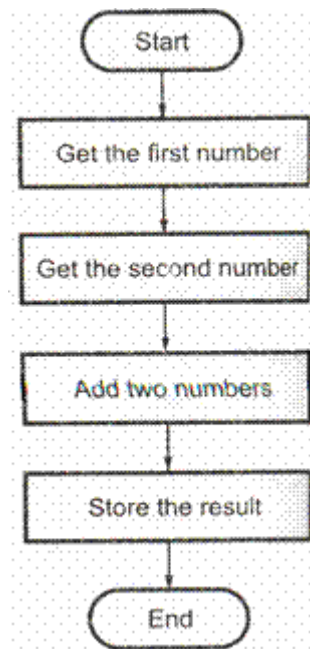 Start
Get the first number
Get the second number
Add two numbers
Store the result
End